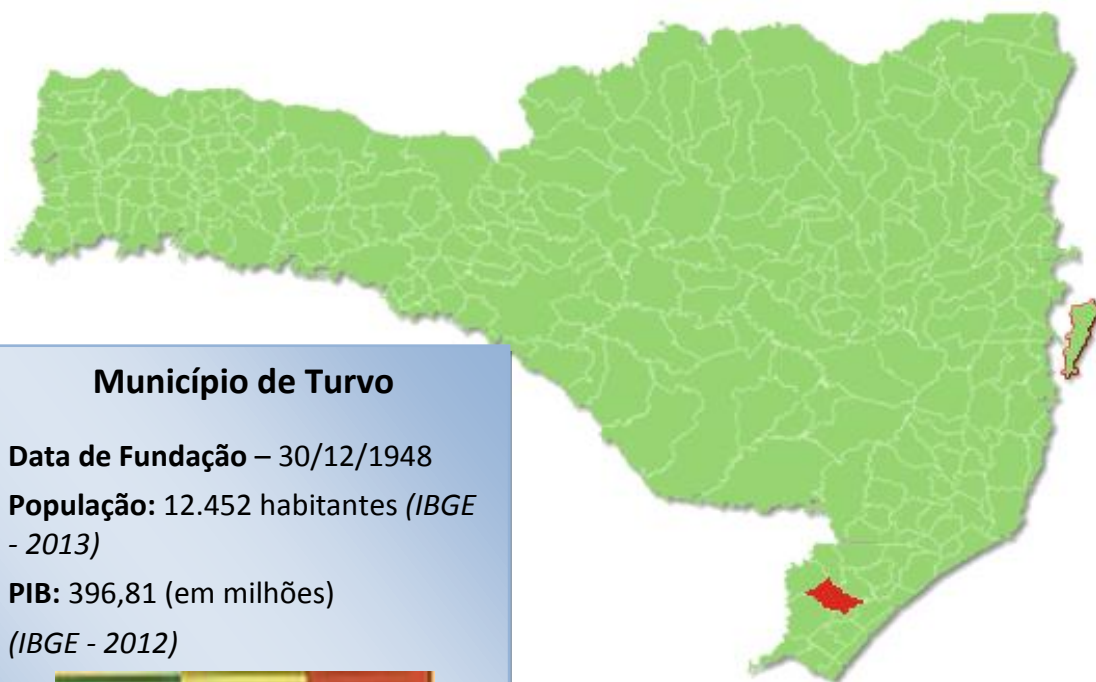 Município de Turvo
Data de Fundação – 30/12/1948
População: 12.452 habitantes (IBGE
- 2013)
PIB: 396,81 (em milhões)
(IBGE - 2012)